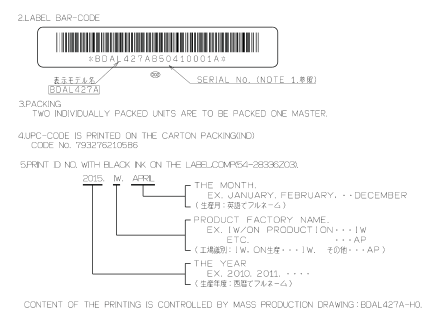 2.LABEL BAR-CODE
*BDAL427AB50410001A*
表示モデル名
BDAL427A
SERIAL No. (NOTE 1.参照)
3.PACKING
TWO INDIVIDUALLY PACKED UNITS ARE TO BE PACKED ONE MASTER.
4.UPC-CODE IS PRINTED ON THE CARTON PACKING(IND)
CODE No. 793276210586
5.PRINT ID NO. WITH BLACK INK ON THE LABEL,COMP(54-28336Z03).
2015. IW. APRIL
THE MONTH.
EX. JANUARY. FEBRUARY. ・・DECEMBER
(生産月：英語でフルネーム)
PRODUCT FACTORY NAME.
EX. IW/ON PRODUCTION・・・IW
ETC. ・・・AP
(工場識別：IW. ON生産・・・IW. その他・・・AP)
THE YEAR
EX. 2010. 2011. ・・・・
(生産年度：西暦でフルネーム)
CONTENT OF THE PRINTING IS CONTROLLED BY MASS PRODUCTION DRAWING:BDAL427A-H0.